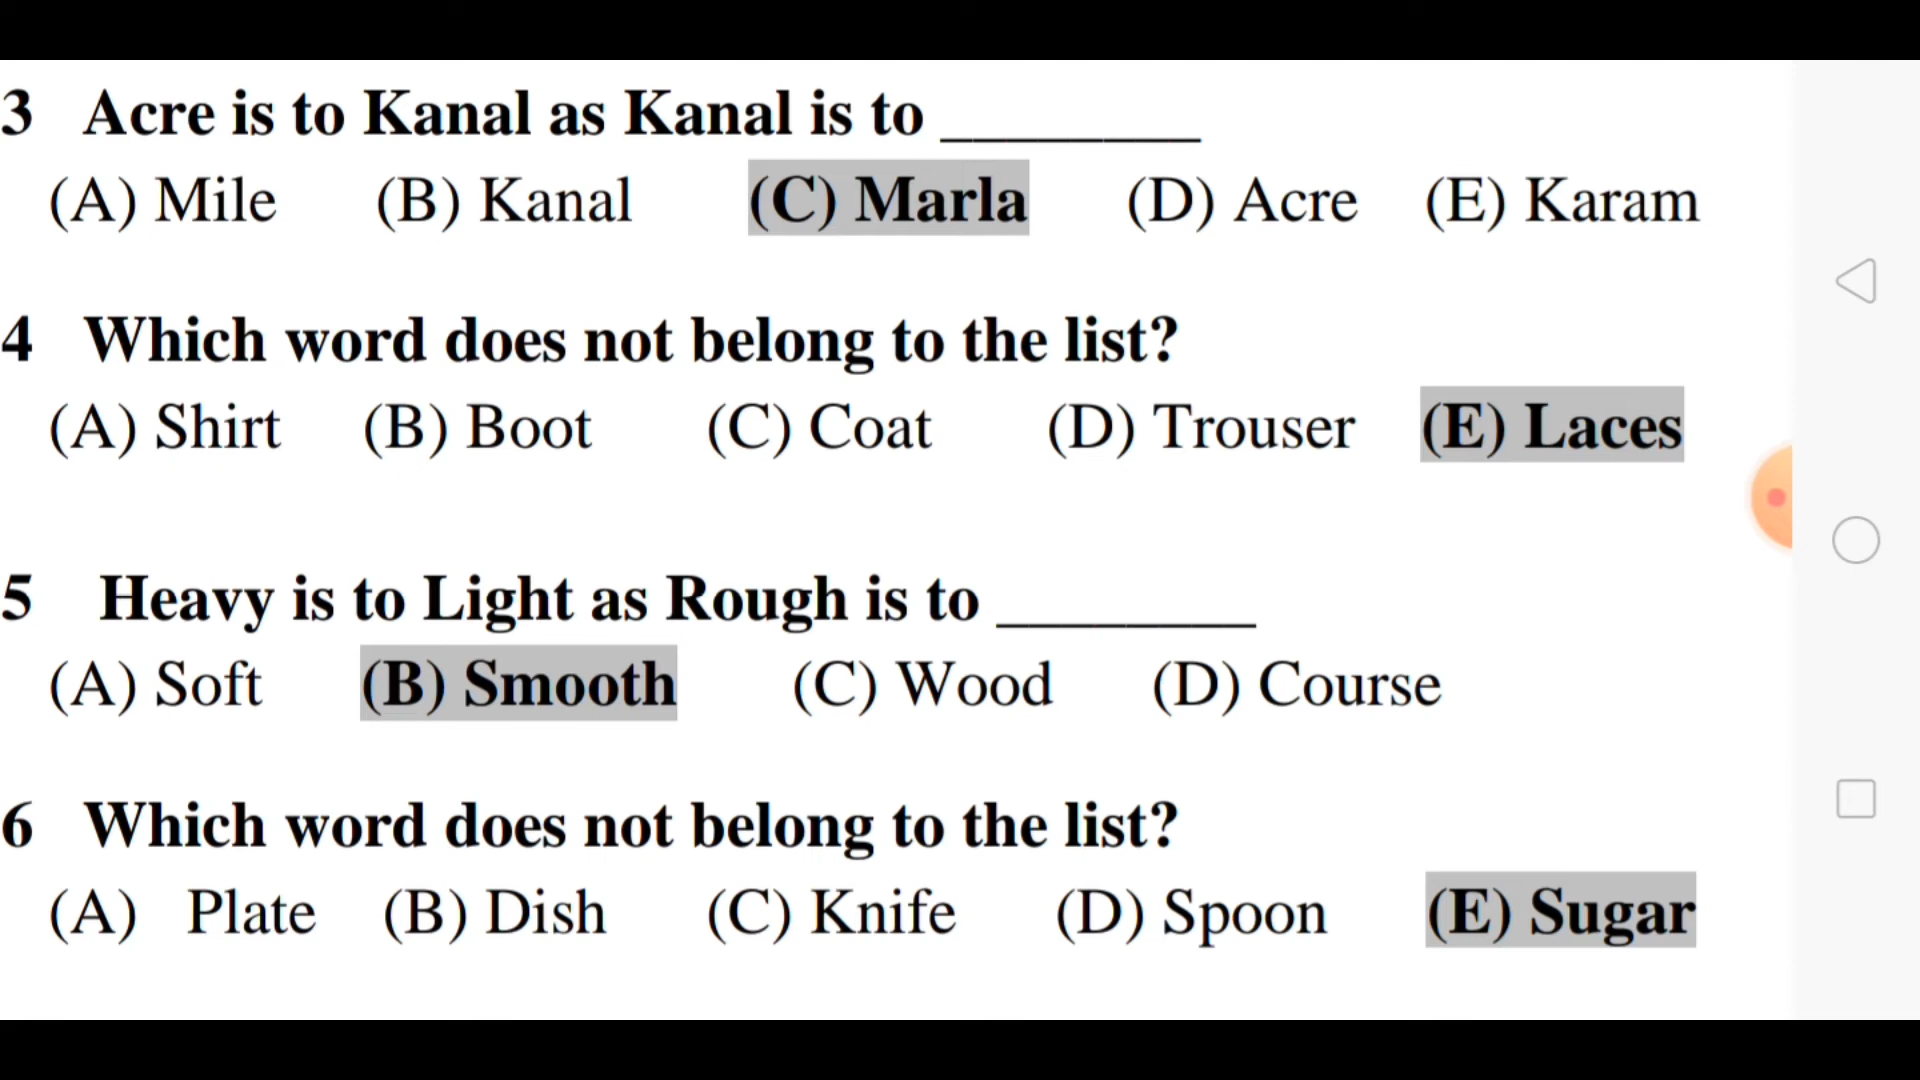 3 Acre is to Kanal as Kanal is to ________
(A) Mile (B) Kanal (C) Marla (D) Acre (E) Karam
4 Which word does not belong to the list?
(A) Shirt (B) Boot (C) Coat (D) Trouser (E) Laces
5 Heavy is to Light as Rough is to ________
(A) Soft (B) Smooth (C) Wood (D) Course
6 Which word does not belong to the list?
(A) Plate (B) Dish (C) Knife (D) Spoon (E) Sugar